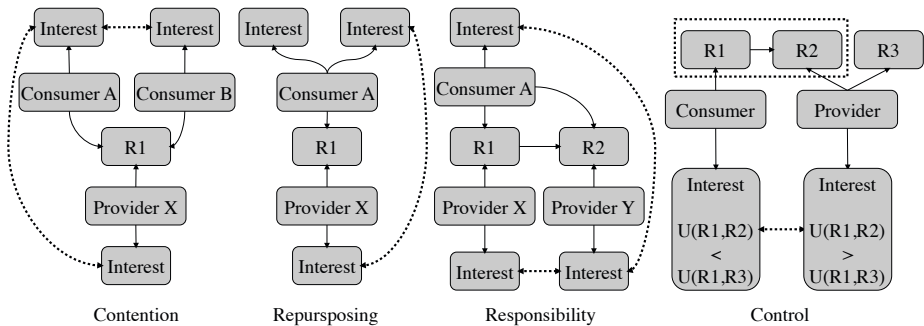 Interest
Interest
Consumer A
Consumer B
R1
Provider X
Interest
Contention
Interest
Interest
Consumer A
R1
Provider X
Interest
Repursposing
Interest
Consumer A
R1
R2
Provider X
Provider Y
Interest
Interest
Responsibility
R1
R2
R3
Consumer
Provider
Interest
U(R1,R2)
<
U(R1,R3)
Interest
U(R1,R2)
>
U(R1,R3)
Control